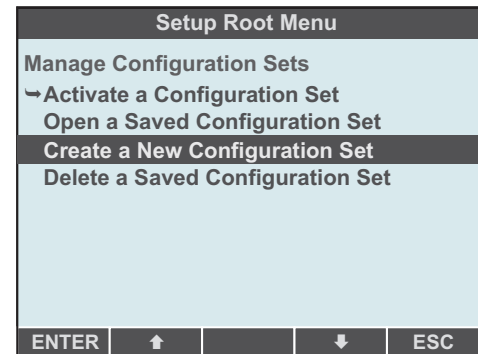 Setup Root Menu
Manage Configuration Sets
➥Activate a Configuration Set
Open a Saved Configuration Set
Create a New Configuration Set
Delete a Saved Configuration Set
ENTER ⬆ ⬇ ESC